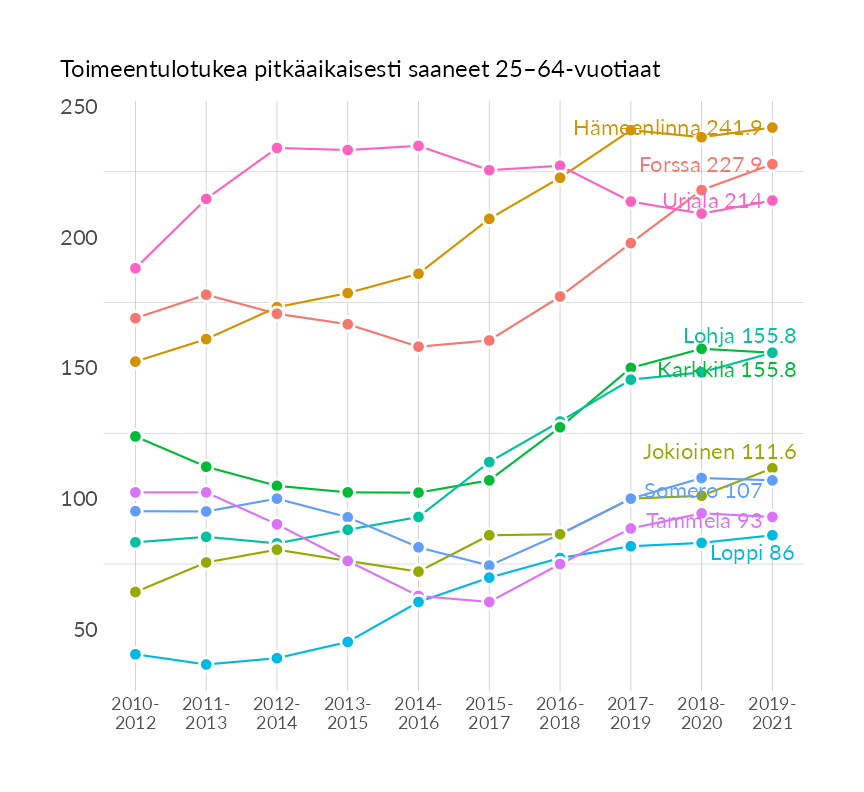 Toimeentulotukea pitkäaikaisesti saaneet 25–64-vuotiaat
250
Hämeenlinna 241.9
Forssa 227.9
Urjala 214
200
Lohja 155.8
150
Karkkila 155.8
Jokioinen 111.6
Somero 107
100
Tammela 93
Loppi 86
50
2010-2012
2011-2013
2012-2014
2013-2015
2014-2016
2015-2017
2016-2018
2017-2019
2018-2020
2019-2021